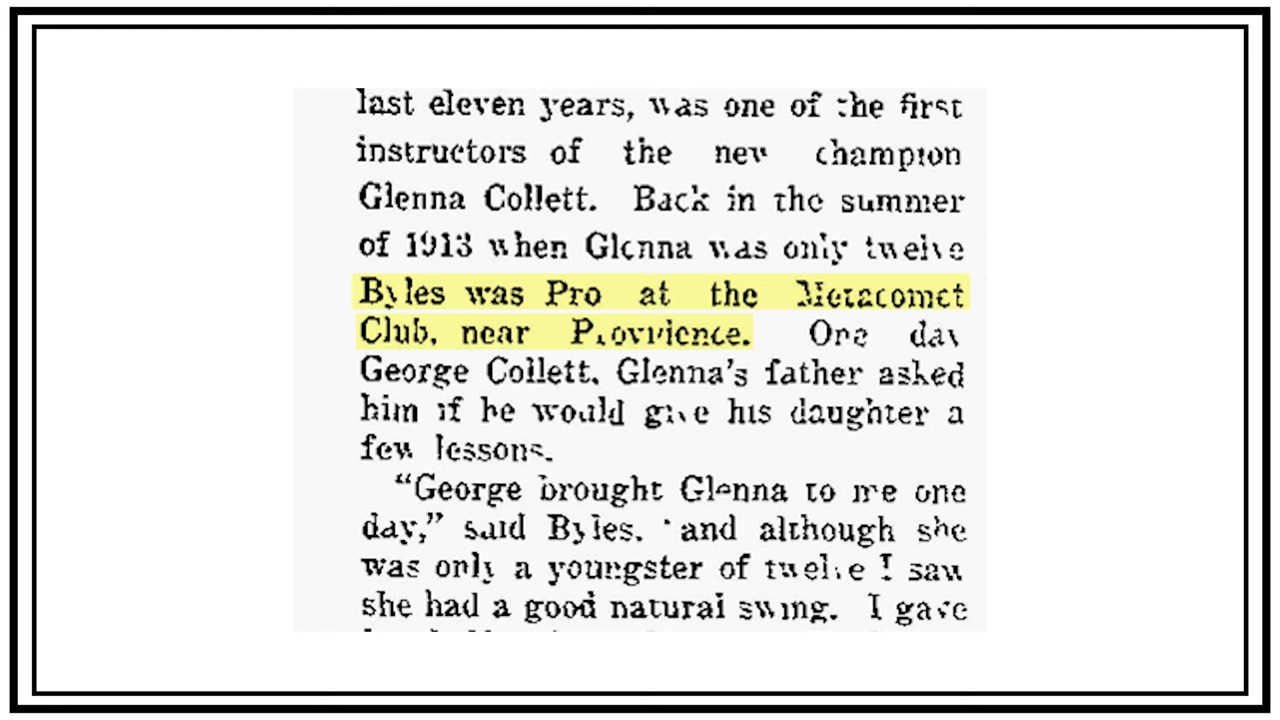 last eleven years, was one of the first
instructors of the new champion
Glenna Collett. Back in the summer
of 1913 when Glenna was only twelve
Byles was Pro at the Metacomet
Club, near Providence. One day
George Collett, Glenna's father asked
him if he would give his daughter a
few lessons.
"George brought Glenna to me one
day," said Byles. 'and although she
was only a youngster of twelve I saw
she had a good natural swing. I gave